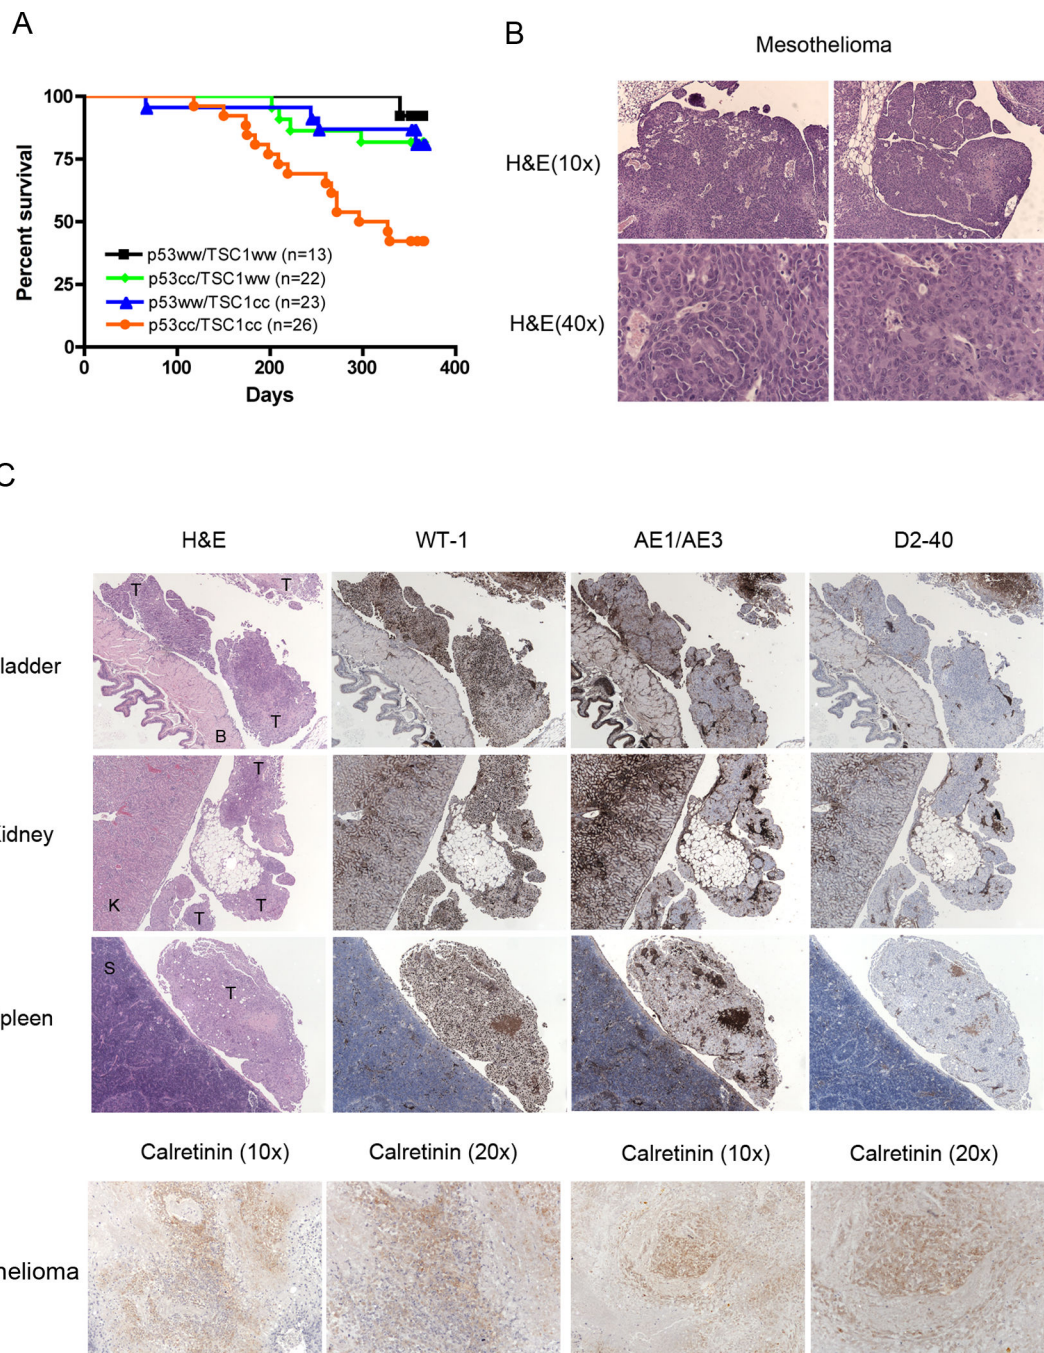 A
B
Mesothelioma
100
75
50
25
0
Percent survival
p53ww/TSC1ww (n=13)
p53cc/TSC1ww (n=22)
p53ww/TSC1cc (n=23)
p53cc/TSC1cc (n=26)
0 100 200 300 400
Days
H&E(10x)
H&E(40x)
C
H&E WT-1 AE1/AE3 D2-40
ladder
T T
T
B
idney
T
K T T
pleen
S
T
Calretinin (10x) Calretinin (20x) Calretinin (10x) Calretinin (20x)
helioma